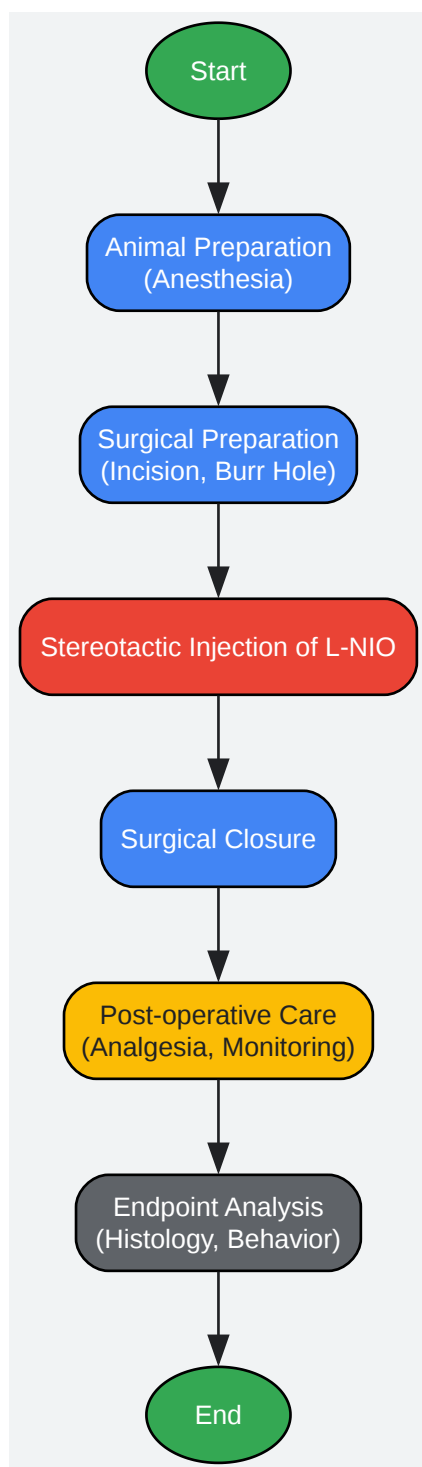 Start
Animal Preparation
(Anesthesia)
Surgical Preparation
(Incision, Burr Hole)
Stereotactic Injection of L-NIO
Surgical Closure
Post-operative Care
(Analgesia, Monitoring)
Endpoint Analysis
(Histology, Behavior)
End